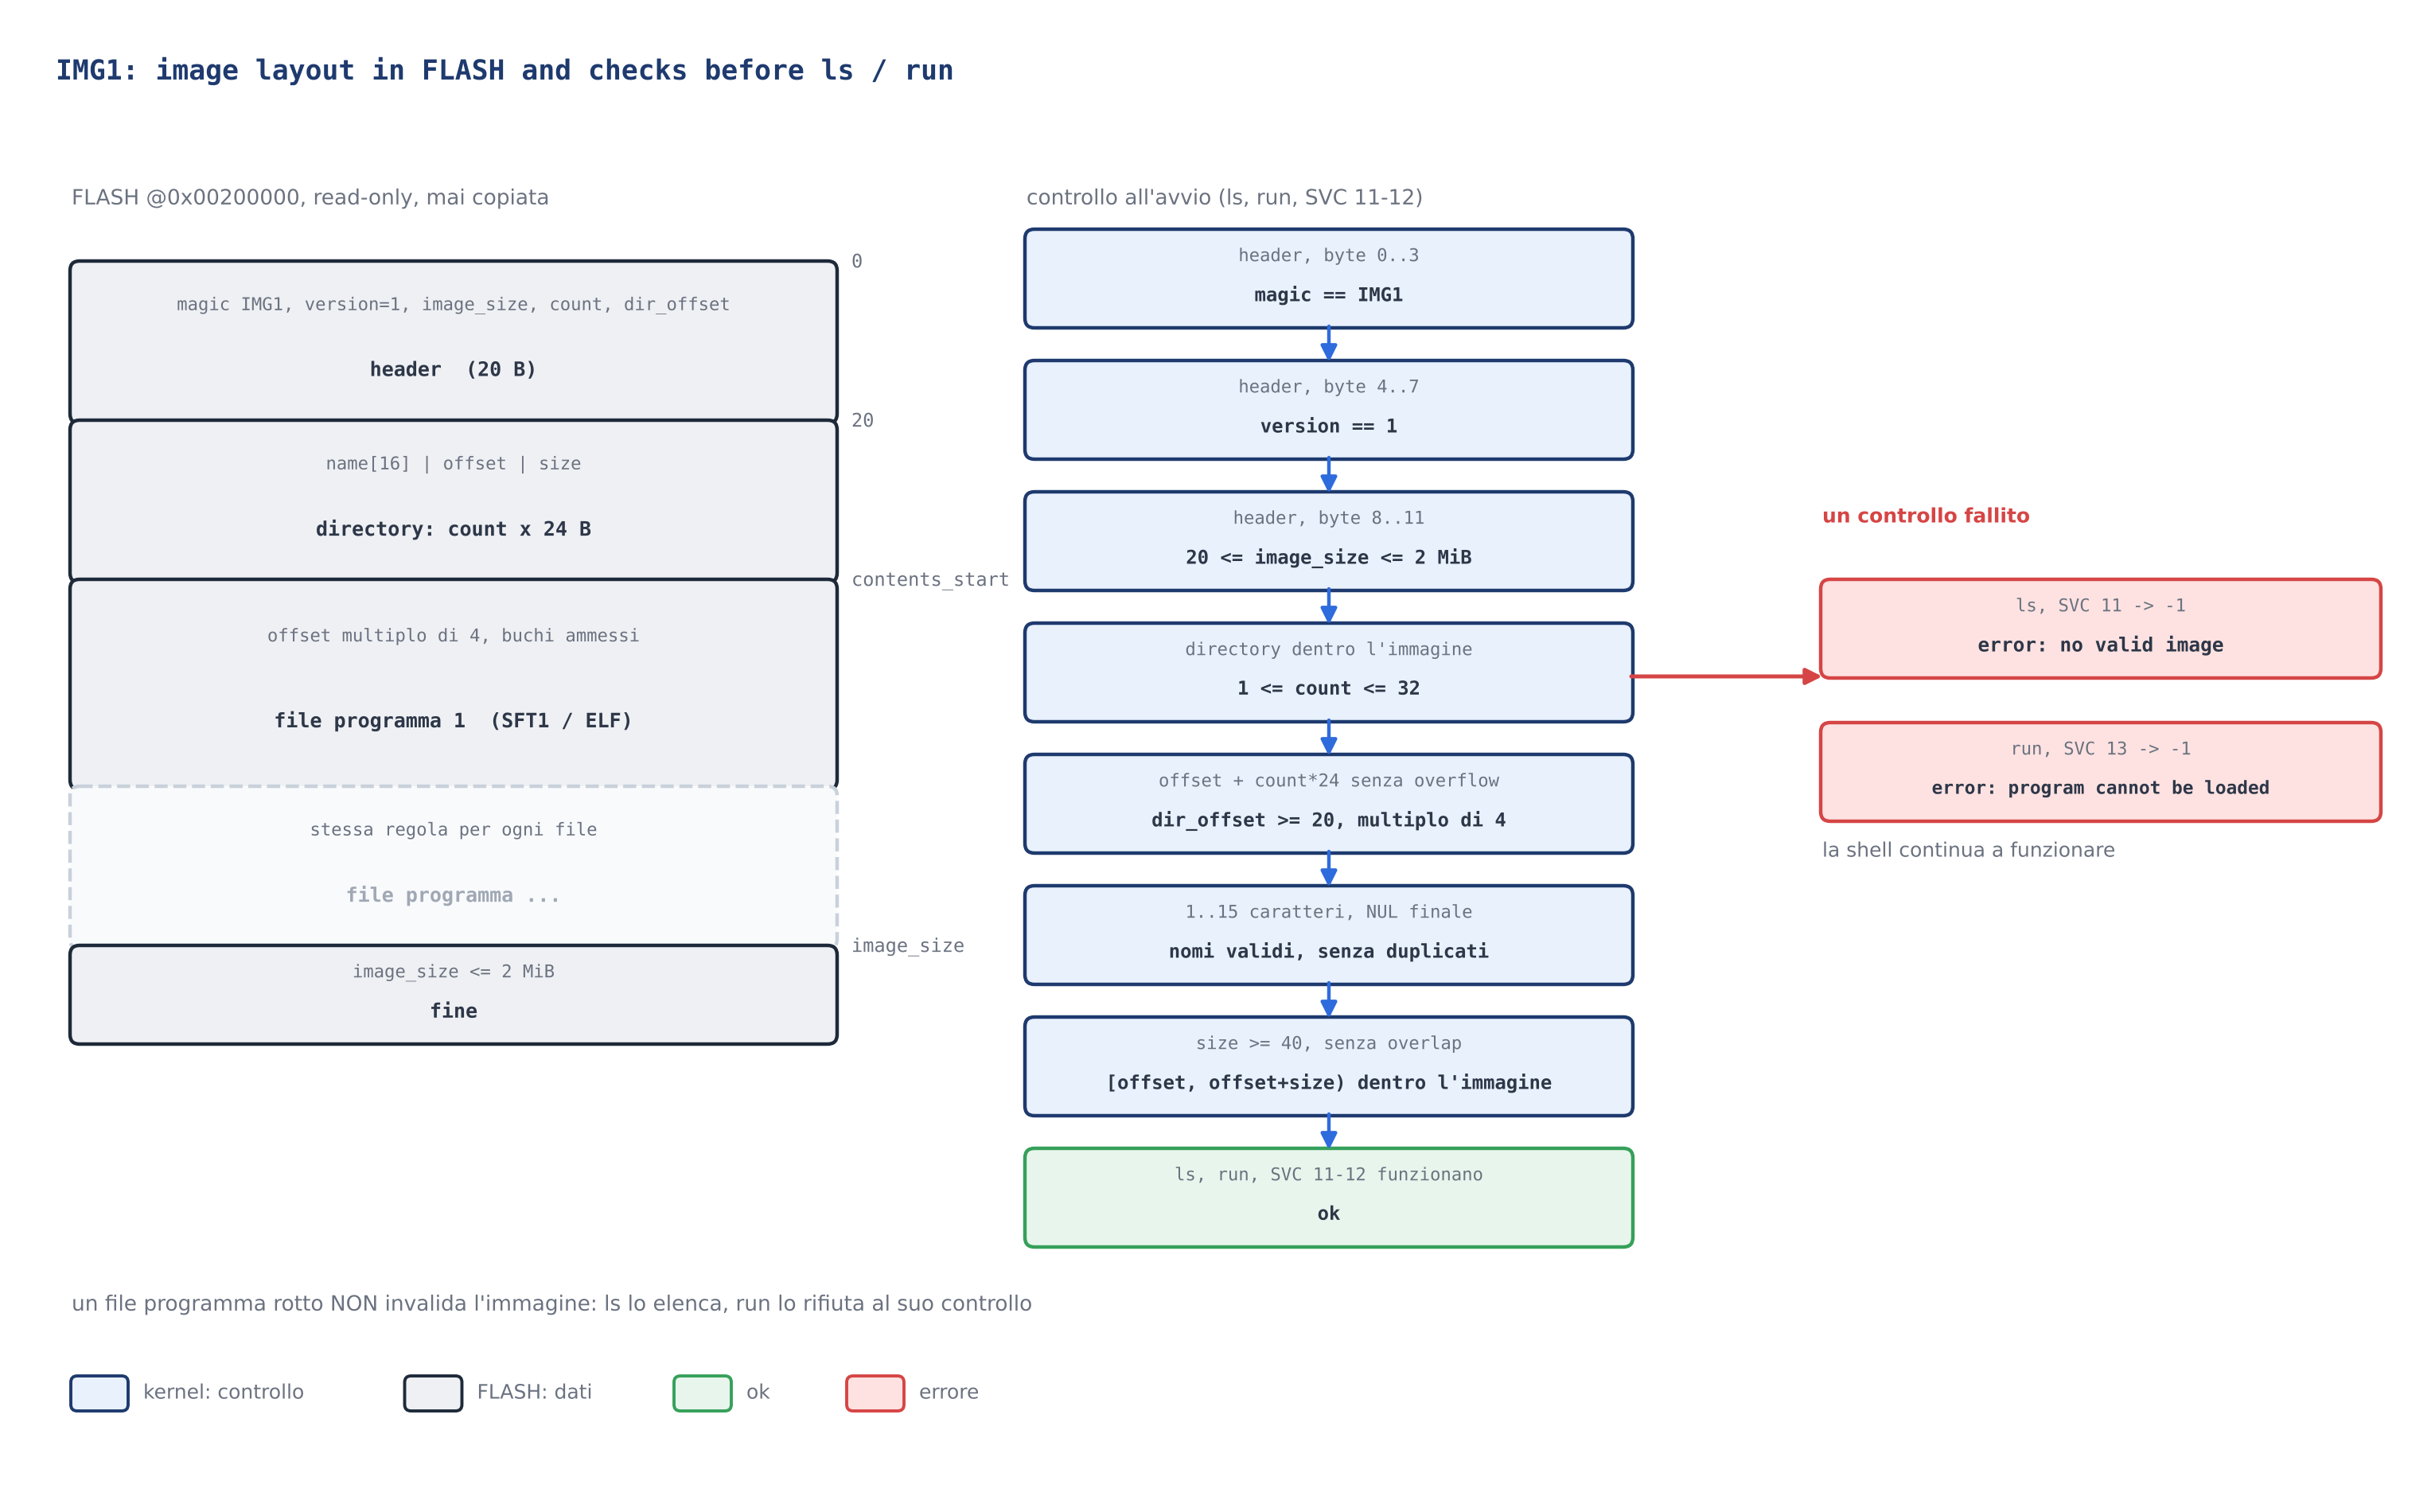 IMG1: image layout in FLASH and checks before ls / run
FLASH @0x00200000, read-only, mai copiata
0
magic IMG1, version=1, image_size, count, dir_offset
header  (20 B)
20
name[16] | offset | size
directory: count x 24 B
contents_start
offset multiplo di 4, buchi ammessi
file programma 1  (SFT1 / ELF)
stessa regola per ogni file
file programma ...
image_size
image_size <= 2 MiB
fine
controllo all'avvio (ls, run, SVC 11-12)
header, byte 0..3
magic == IMG1
header, byte 4..7
version == 1
header, byte 8..11
20 <= image_size <= 2 MiB
directory dentro l'immagine
1 <= count <= 32
offset + count*24 senza overflow
dir_offset >= 20, multiplo di 4
1..15 caratteri, NUL finale
nomi validi, senza duplicati
size >= 40, senza overlap
[offset, offset+size) dentro l'immagine
ls, run, SVC 11-12 funzionano
ok
un controllo fallito
ls, SVC 11 -> -1
error: no valid image
run, SVC 13 -> -1
error: program cannot be loaded
la shell continua a funzionare
un file programma rotto NON invalida l'immagine: ls lo elenca, run lo rifiuta al suo controllo
kernel: controllo
FLASH: dati
ok
errore